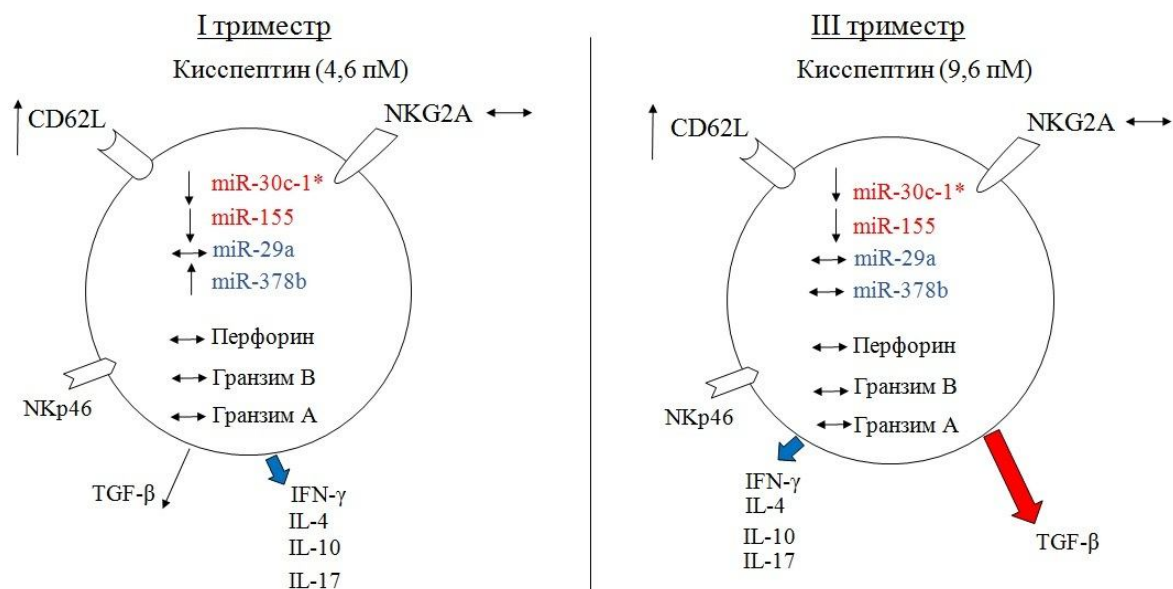 I триместр
Кисспептин (4,6 пМ)
CD62L
NKG2A
miR-30c-1*
miR-155
miR-29a
miR-378b
Перфорин
Гранзим B
Гранзим A
NKp46
TGF-β
IFN-γ
IL-4
IL-10
IL-17
III триместр
Кисспептин (9,6 пМ)
CD62L
NKG2A
miR-30c-1*
miR-155
miR-29a
miR-378b
Перфорин
Гранзим B
Гранзим A
NKp46
IFN-γ
IL-4
IL-10
IL-17
TGF-β